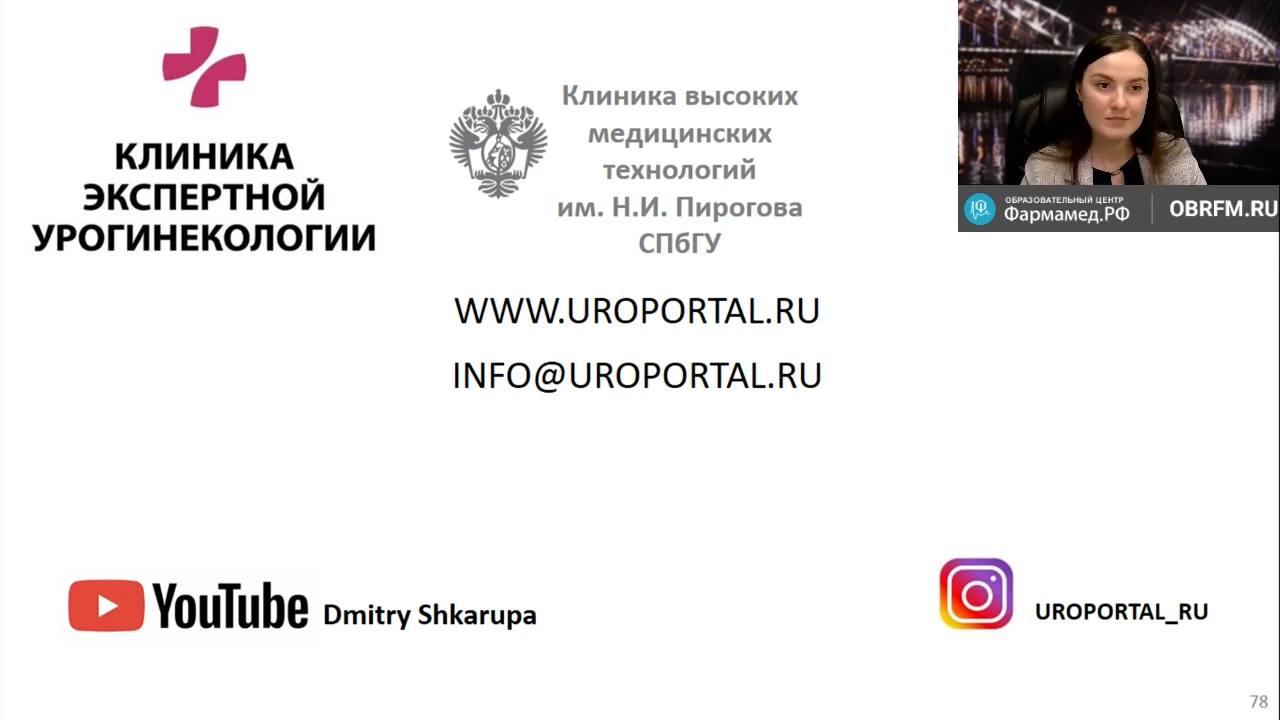 КЛИНИКА
ЭКСПЕРТНОЙ
УРОГИНЕКОЛОГИИ
Клиника высоких
медицинских
технологий
им. Н.И. Пирогова
СПбГУ
ОБРАЗОВАТЕЛЬНЫЙ ЦЕНТР
Фармамед.РФ
OBRFM.RU
WWW.UROPORTAL.RU
INFO@UROPORTAL.RU
YouTube Dmitry Shkarupa
UROPORTAL_RU
78